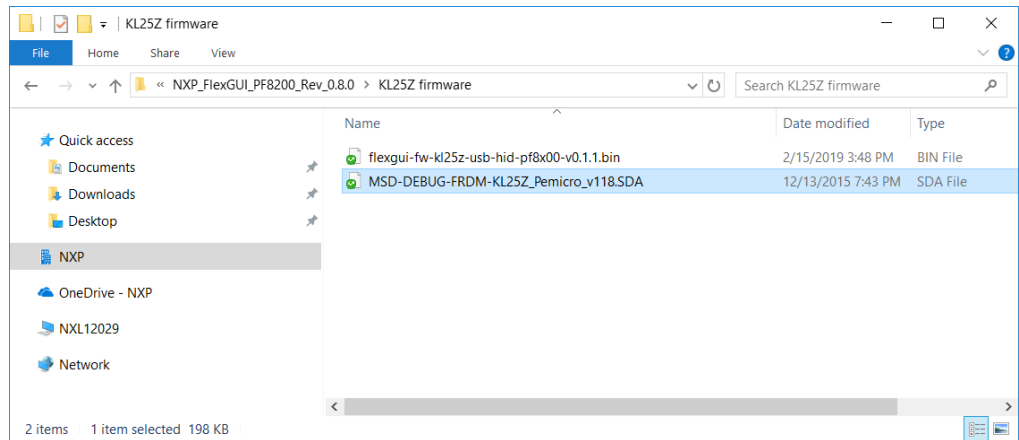 KL25Z firmware
File Home Share View
« NXP_FlexGUI_PF8200_Rev_0.8.0 > KL25Z firmware Search KL25Z firmware
Name Date modified Type
Quick access
Documents
Downloads
Desktop
NXP
OneDrive - NXP
NXL12029
Network
flexgui-fw-kl25z-usb-hid-pf8x00-v0.1.1.bin 2/15/2019 3:48 PM BIN File
MSD-DEBUG-FRDM-KL25Z_Pemicro_v118.SDA 12/13/2015 7:43 PM SDA File
2 items 1 item selected 198 KB